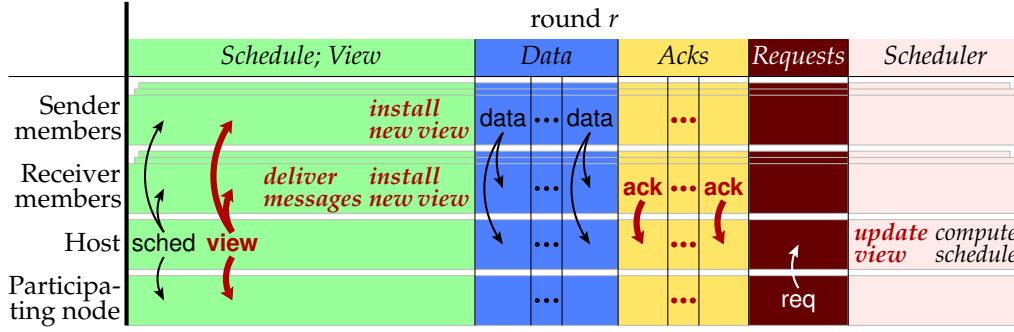 round r
Schedule; View Data Acks Requests Scheduler
Sender
members
install
new view
data ... data
...
Receiver
members
deliver
messages
install
new view
...
ack ... ack
Host
sched view
...
...
update
view
compute
schedule
Participa-
ting node
...
...
req